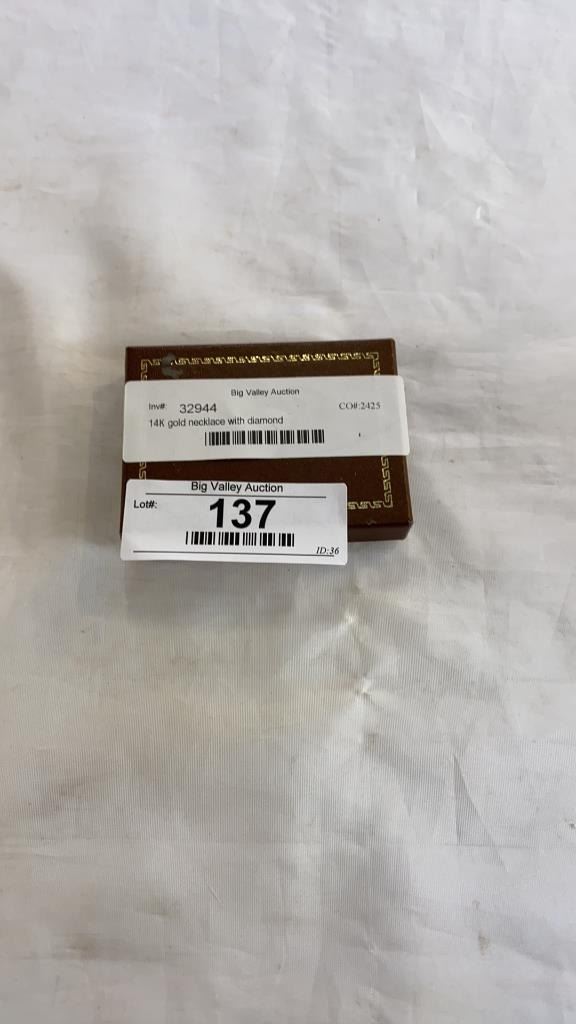 Big Valley Auction
Inv#: 32944 CO#:2425
14K gold necklace with diamond
Big Valley Auction
Lot#: 137
ID:36